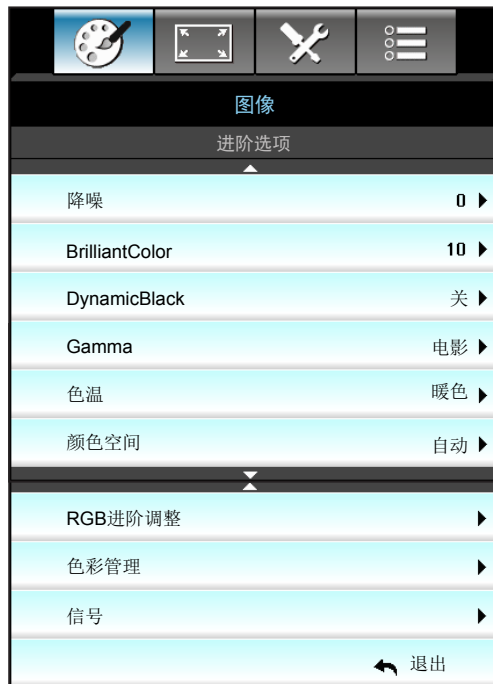 图像
进阶选项
降噪 0
BrilliantColor 10
DynamicBlack 关
Gamma 电影
色温 暖色
颜色空间 自动
RGB进阶调整
色彩管理
信号
退出